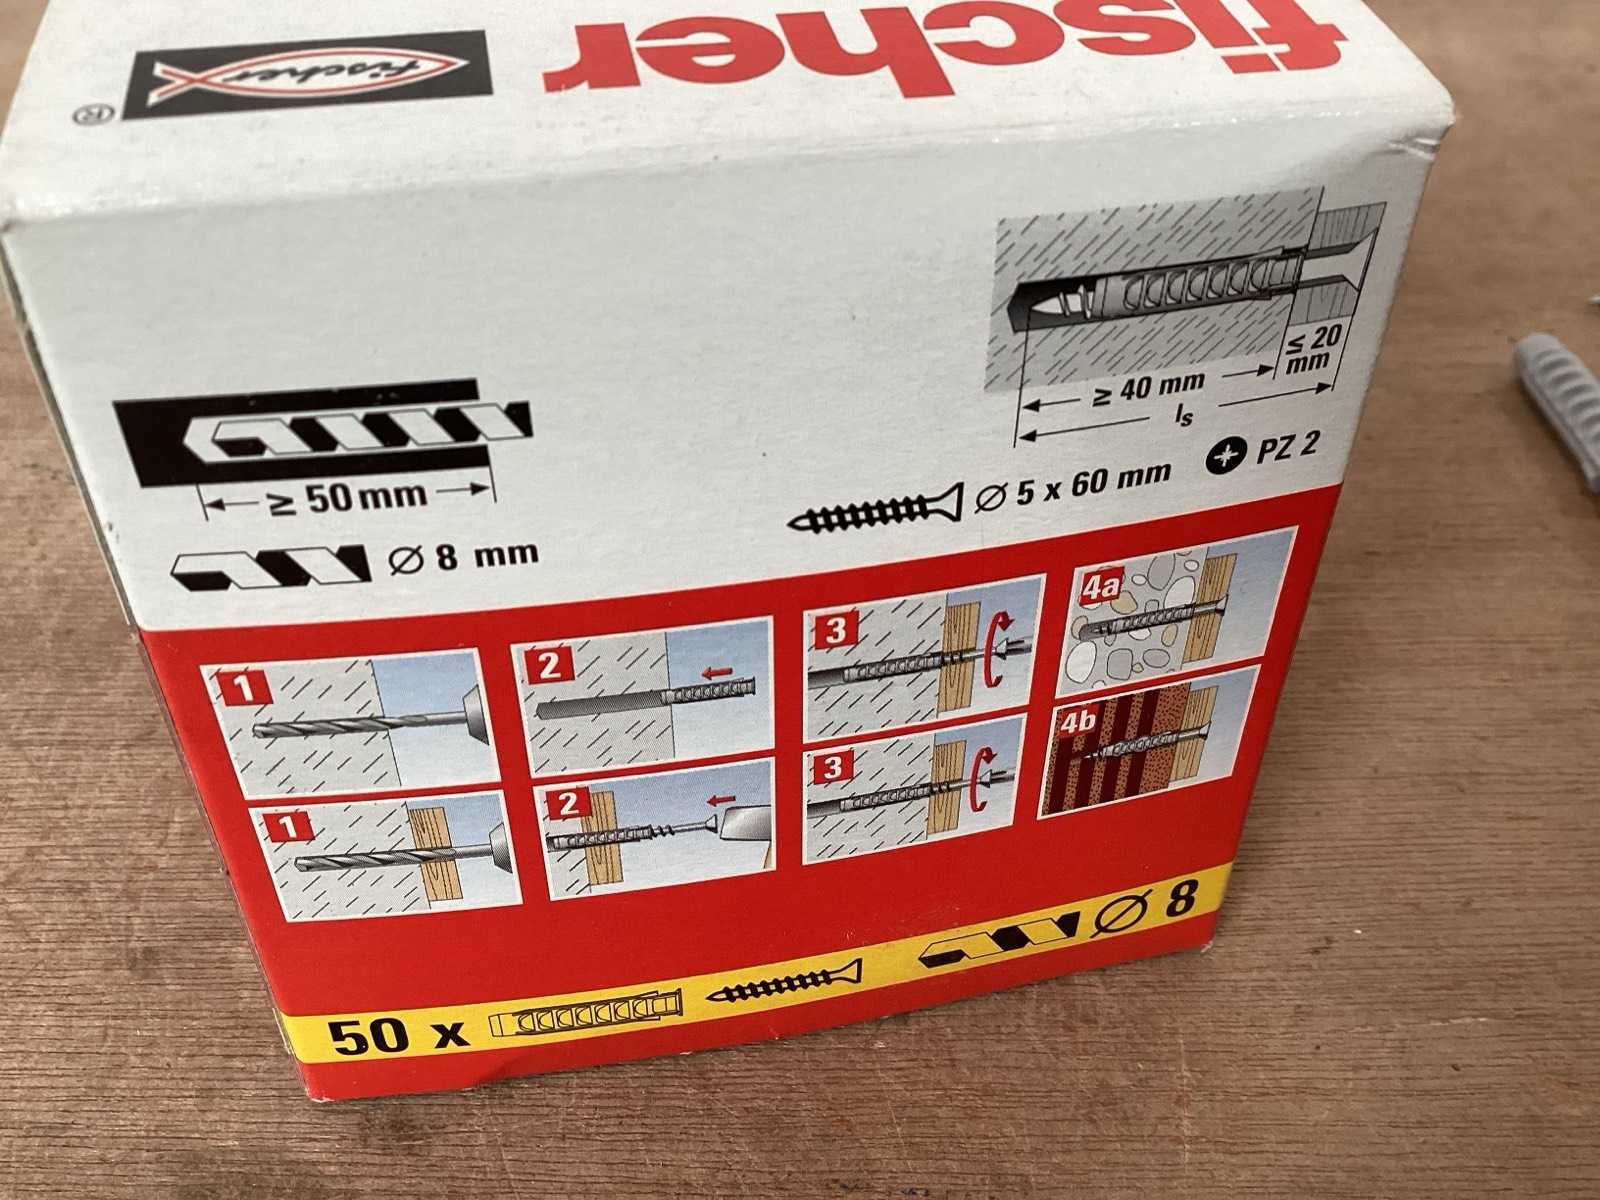 fischer
fischer
®
≤ 20
mm
≥ 40 mm
ls
≥ 50 mm
Ø 5 x 60 mm
PZ 2
Ø 8 mm
1
2
3
4a
1
2
3
4b
50 x
Ø 8